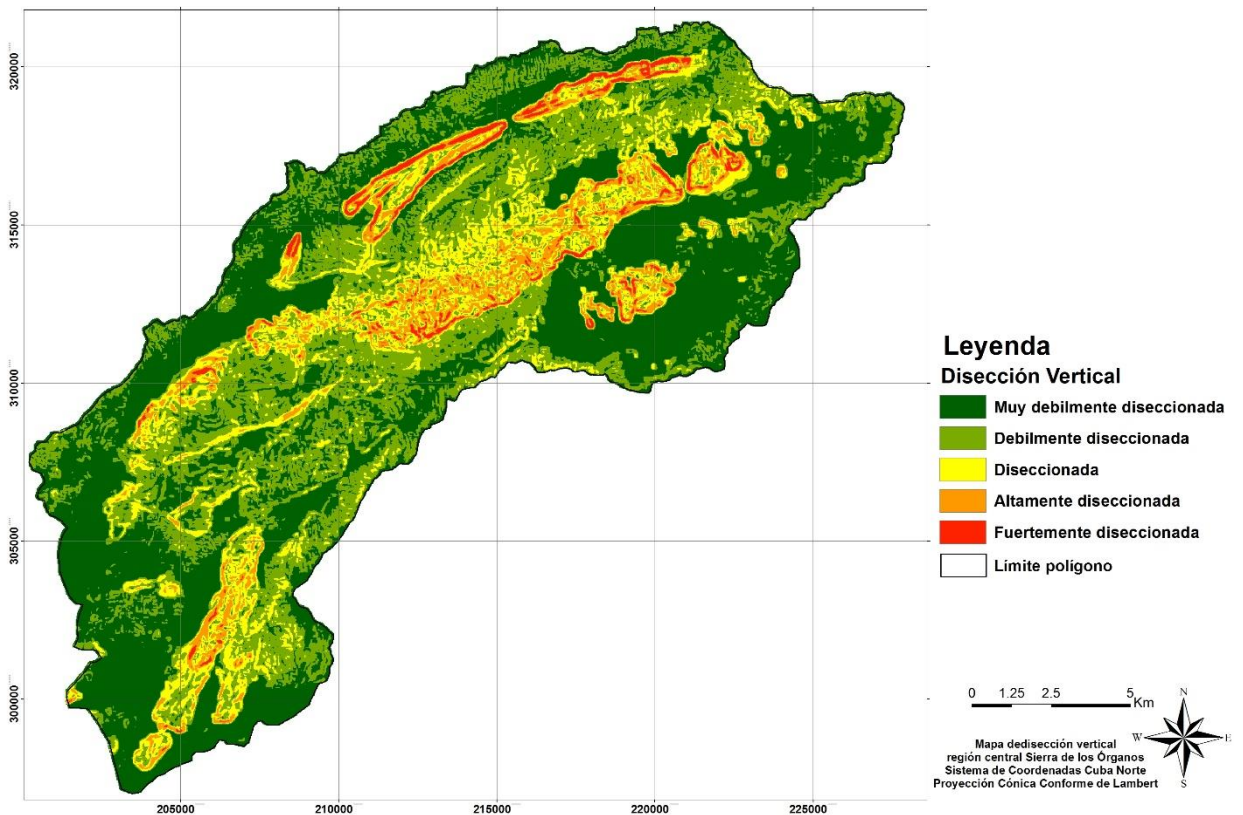 320000
315000
310000
305000
300000
205000
210000
215000
220000
225000
Leyenda
Disección Vertical
Muy debilmente diseccionada
Debilmente diseccionada
Diseccionada
Altamente diseccionada
Fuertemente diseccionada
Límite polígono
0 1.25 2.5 5
Km
N
W E
S
Mapa dedisección vertical
región central Sierra de los Órganos
Sistema de Coordenadas Cuba Norte
Proyección Cónica Conforme de Lambert